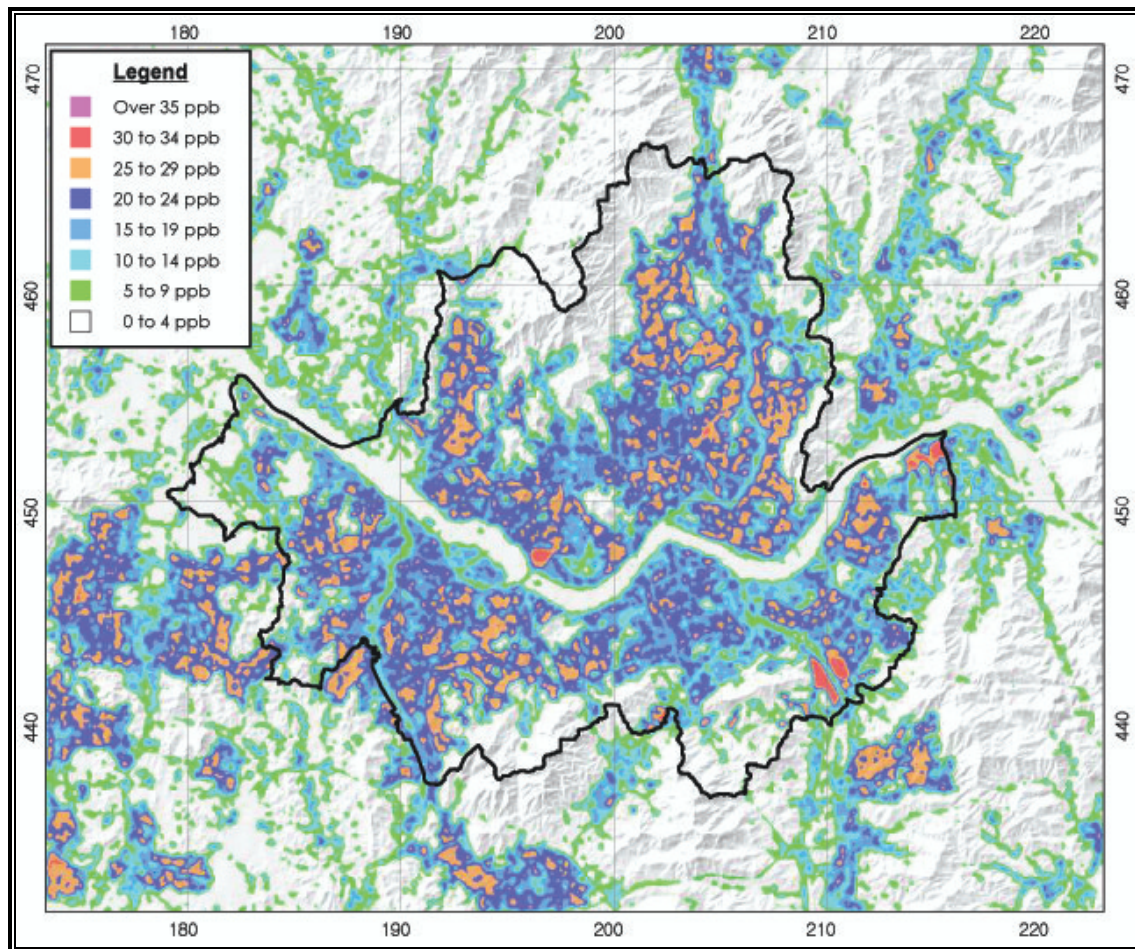 180 190 200 210 220
Legend
Over 35 ppb
30 to 34 ppb
25 to 29 ppb
20 to 24 ppb
15 to 19 ppb
10 to 14 ppb
5 to 9 ppb
0 to 4 ppb
470 470
460 460
450 450
440 440
180 190 200 210 220